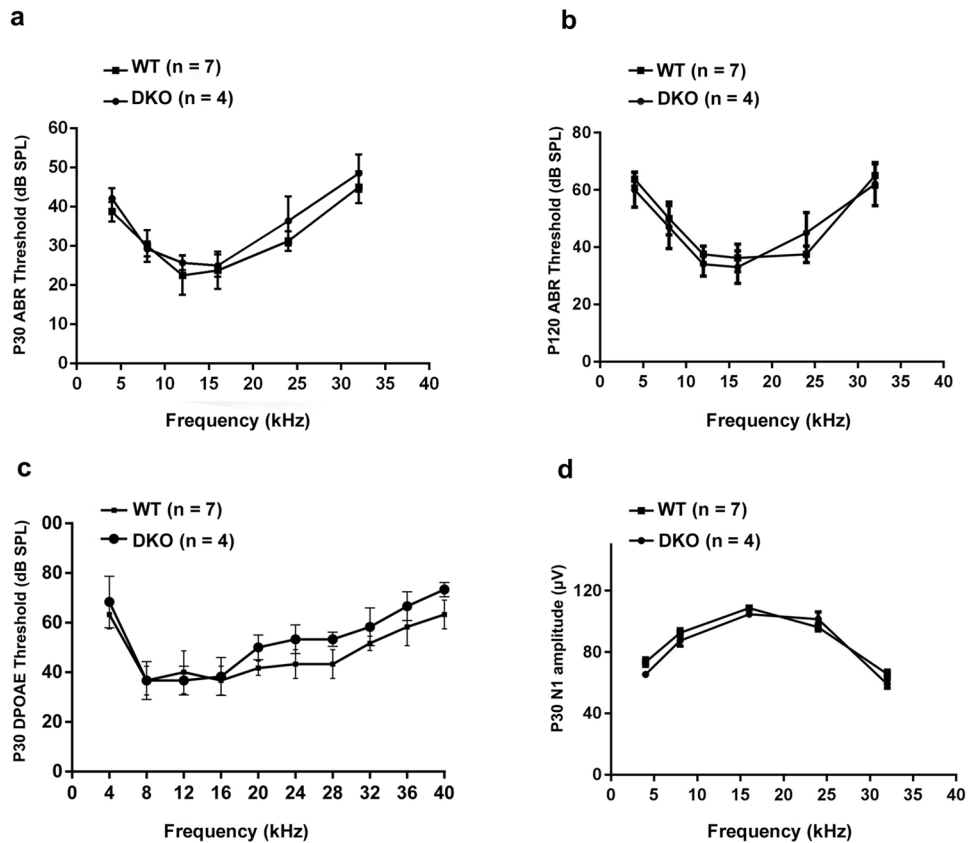 a
WT (n = 7)
DKO (n = 4)
P30 ABR Threshold (dB SPL)
60
50
40
30
20
10
0
0 5 10 15 20 25 30 35 40
Frequency (kHz)
b
WT (n = 7)
DKO (n = 4)
P120 ABR Threshold (dB SPL)
80
60
40
20
0
0 5 10 15 20 25 30 35 40
Frequency (kHz)
c
WT (n = 7)
DKO (n = 4)
P30 DPOAE Threshold (dB SPL)
00
80
60
40
20
0
0 4 8 12 16 20 24 28 32 36 40
Frequency (kHz)
d
WT (n = 7)
DKO (n = 4)
P30 N1 amplitude (µV)
120
80
40
0
0 5 10 15 20 25 30 35 40
Frequency (kHz)